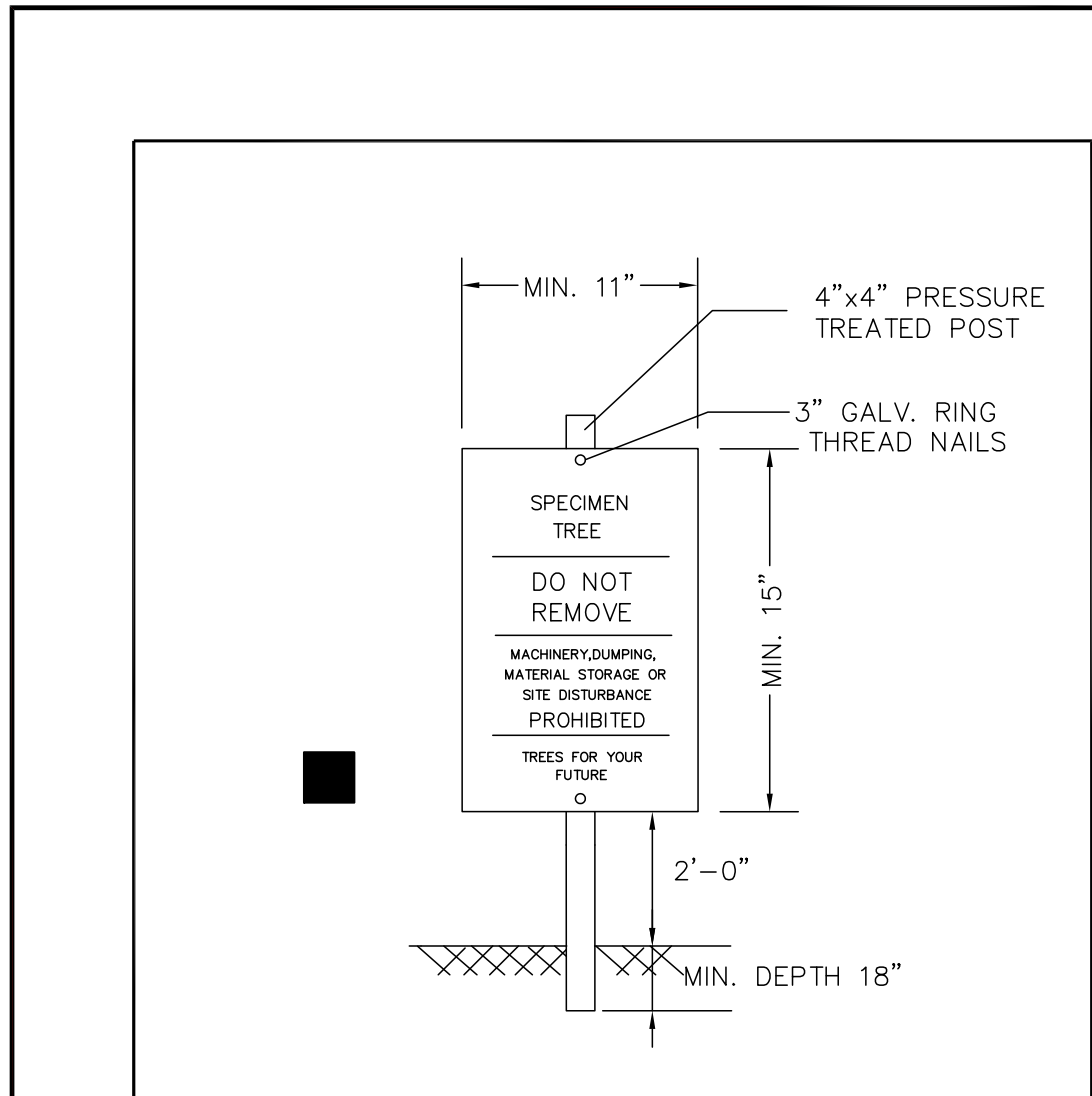 MIN. 11”
4”x4” PRESSURE
TREATED POST
3” GALV. RING
THREAD NAILS
SPECIMEN
TREE
DO NOT
REMOVE
MACHINERY,DUMPING,
MATERIAL STORAGE OR
SITE DISTURBANCE
PROHIBITED
TREES FOR YOUR
FUTURE
MIN. 15”
2’–0”
MIN. DEPTH 18”